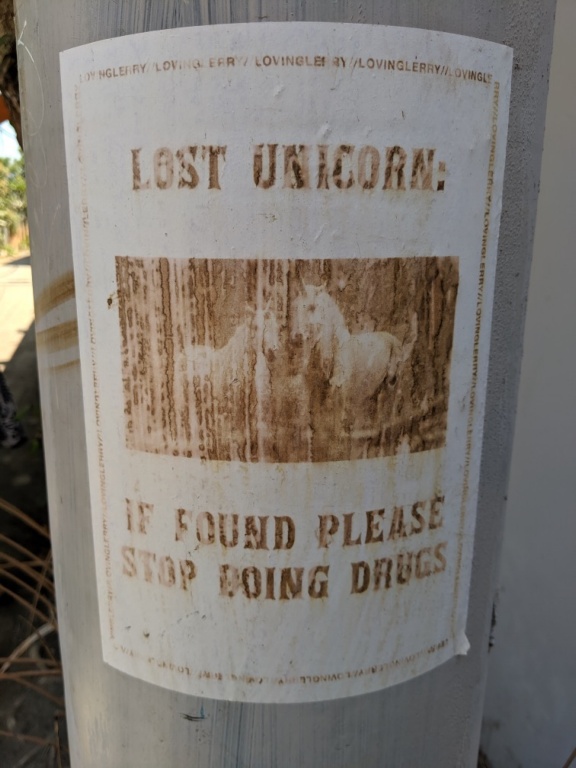 LOVINGLERRY//LOVINGLERRY//LOVINGLERRY//LOVINGLERRY//LOVINGLE
LOST UNICORN:
IF FOUND PLEASE
STOP DOING DRUGS